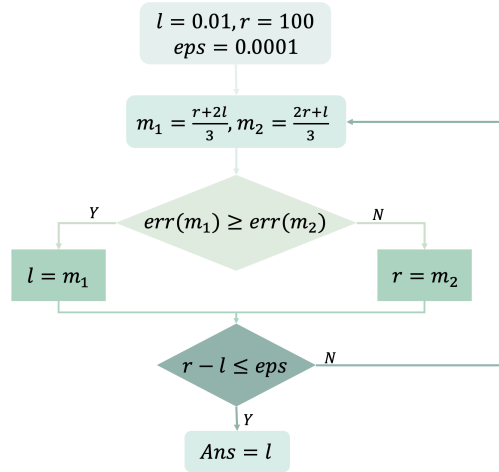 l = 0.01, r = 100
eps = 0.0001
m₁ = (r+2l)/3, m₂ = (2r+l)/3
err(m₁) ≥ err(m₂)
Y
N
l = m₁
r = m₂
r − l ≤ eps
N
Y
Ans = l